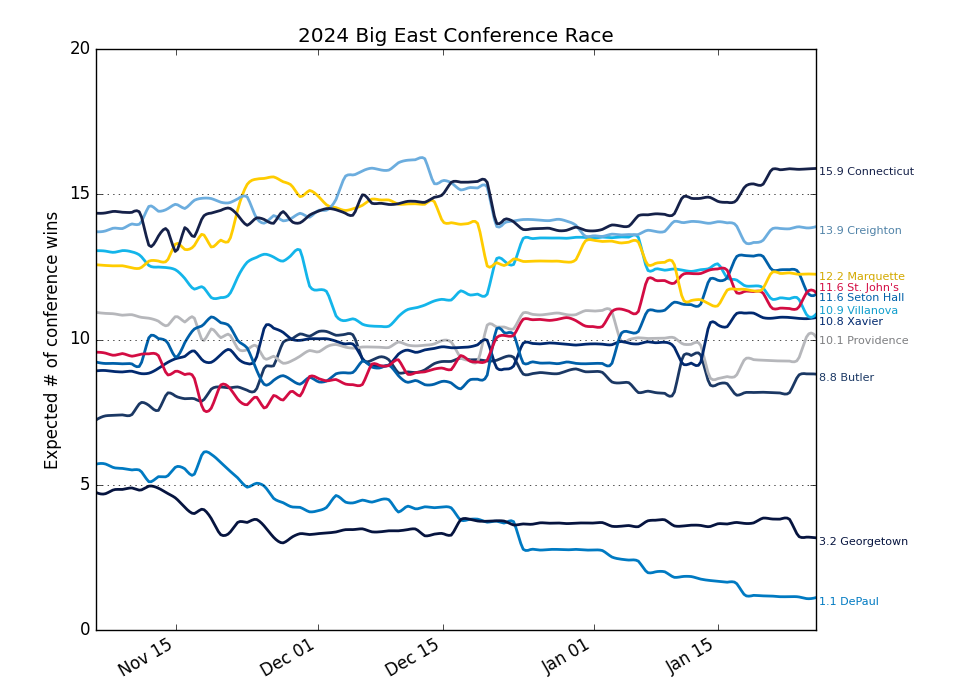 2024 Big East Conference Race
Expected # of conference wins
20
15
10
5
0
Nov 15
Dec 01
Dec 15
Jan 01
Jan 15
15.9 Connecticut
13.9 Creighton
12.2 Marquette
11.6 St. John's
11.6 Seton Hall
10.9 Villanova
10.8 Xavier
10.1 Providence
8.8 Butler
3.2 Georgetown
1.1 DePaul